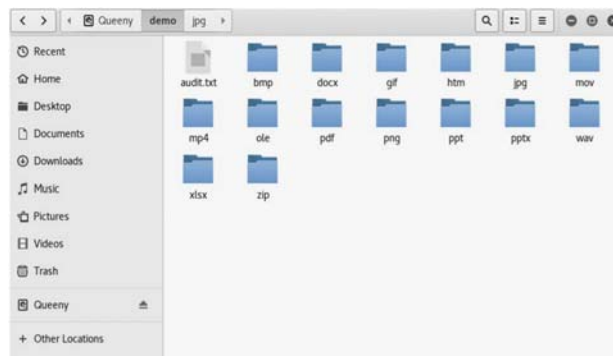 Queeny demo jpg
Recent
Home
Desktop
Documents
Downloads
Music
Pictures
Videos
Trash
Queeny
+ Other Locations
audit.txt bmp docx gif htm jpg mov
mp4 ole pdf png ppt pptx wav
xlsx zip